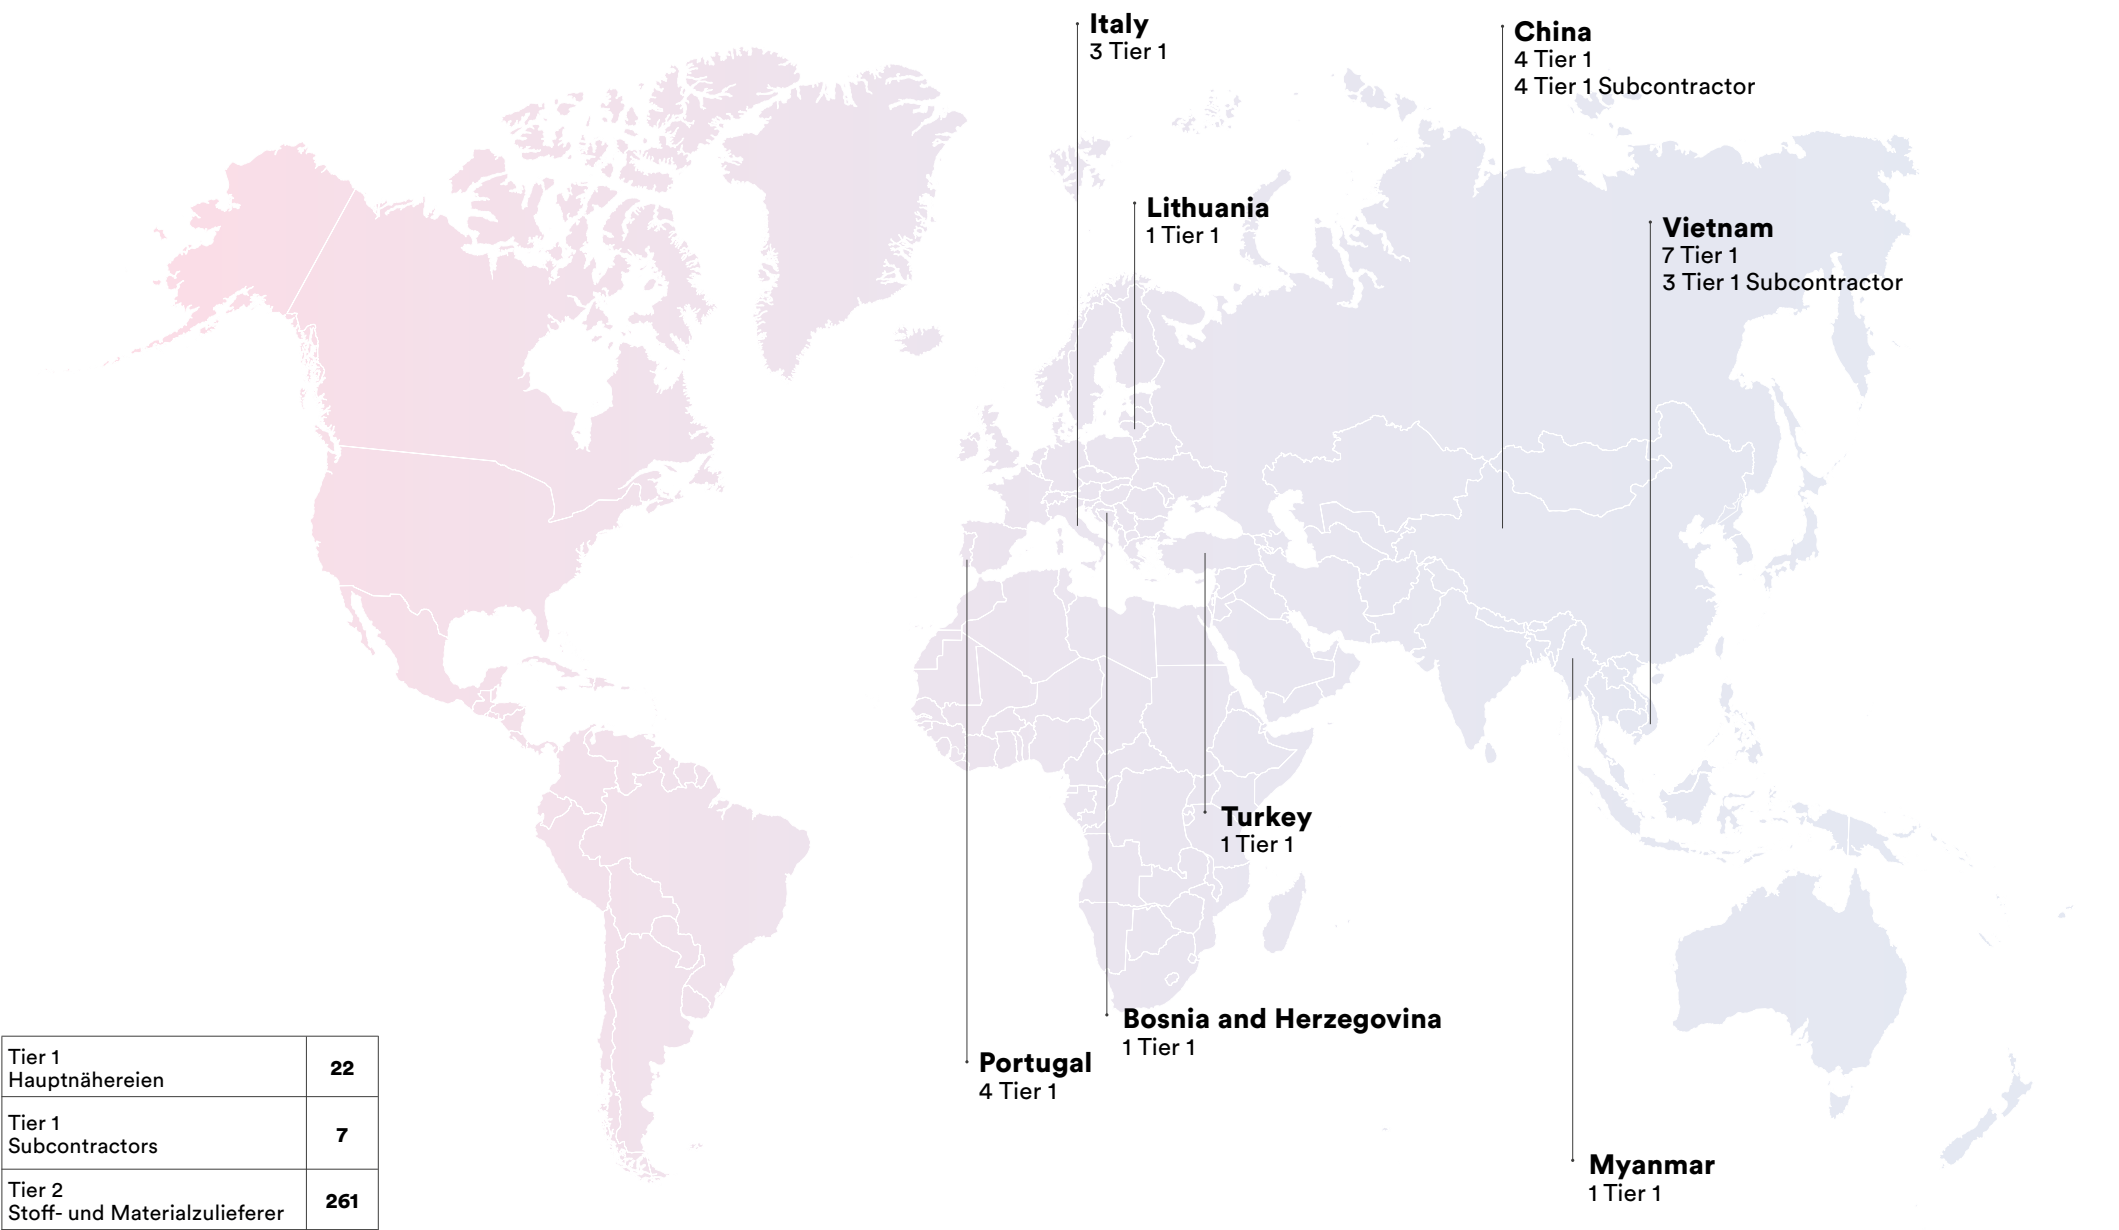 Italy
3 Tier 1
China
4 Tier 1
4 Tier 1 Subcontractor
Lithuania
1 Tier 1
Vietnam
7 Tier 1
3 Tier 1 Subcontractor
Turkey
1 Tier 1
Bosnia and Herzegovina
1 Tier 1
Portugal
4 Tier 1
Myanmar
1 Tier 1
Tier 1
Hauptnähereien
22
Tier 1
Subcontractors
7
Tier 2
Stoff- und Materialzulieferer
261